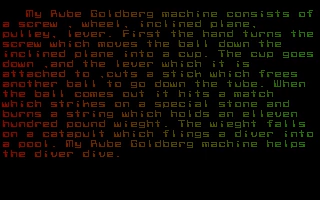 My Rube Goldberg machine consists of
a screw , wheel, inclined plane,
pulley, lever. First the hand turns the
screw which moves the ball down the
inclined plane into a cup. The cup goes
down ,and the lever which it is
attached to ,cuts a stick which frees
another ball to go down the tube. When
the ball comes out it hits a match
which strikes on a special stone and
burns a string which holds an elleven
hundred pound wieght. The wieght falls
on a catapult which flings a diver into
a pool. My Rube Goldberg machine helps
the diver dive.